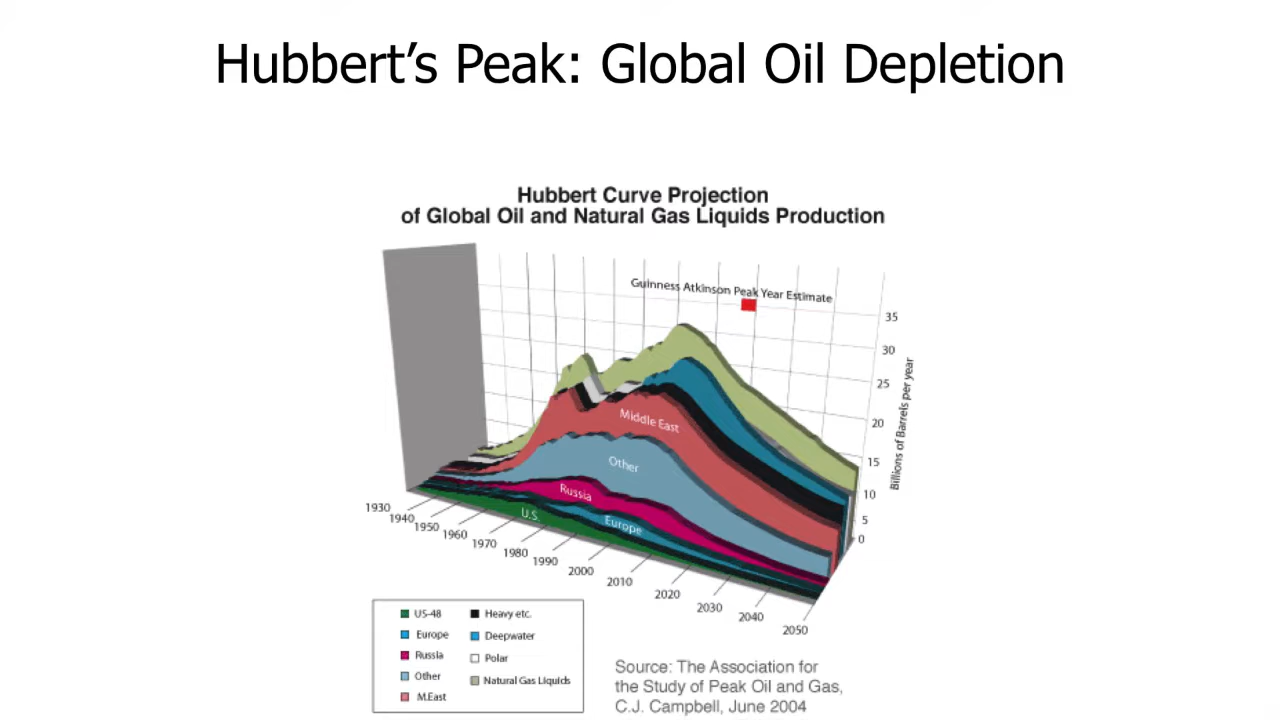 Hubbert's Peak: Global Oil Depletion
Hubbert Curve Projection
of Global Oil and Natural Gas Liquids Production
Guinness Atkinson Peak Year Estimate
35
30
25
20
15
10
5
0
Billions of Barrels per year
Middle East
Other
Russia
U.S.
Europe
1930
1940
1950
1960
1970
1980
1990
2000
2010
2020
2030
2040
2050
US-48
Europe
Russia
Other
M.East
Heavy etc.
Deepwater
Polar
Natural Gas Liquids
Source: The Association for
the Study of Peak Oil and Gas,
C.J. Campbell, June 2004